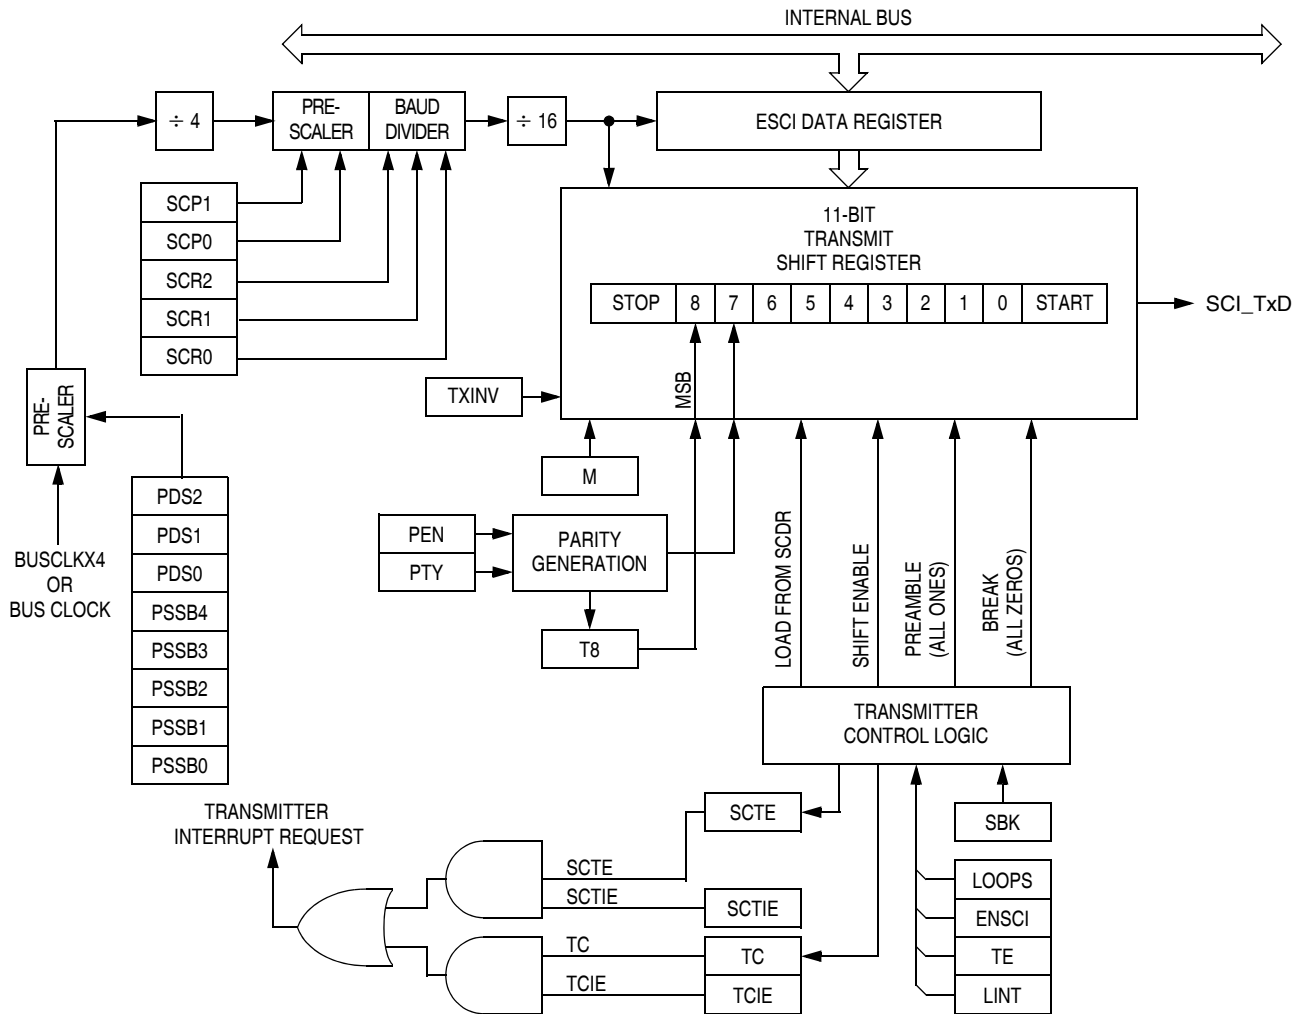 INTERNAL BUS
÷ 4
PRE-
SCALER
BAUD
DIVIDER
÷ 16
ESCI DATA REGISTER
SCP1
SCP0
SCR2
SCR1
SCR0
11-BIT
TRANSMIT
SHIFT REGISTER
STOP 8 7 6 5 4 3 2 1 0 START
SCI_TxD
TXINV
MSB
M
PRE-
SCALER
BUSCLKX4
OR
BUS CLOCK
PDS2
PDS1
PDS0
PSSB4
PSSB3
PSSB2
PSSB1
PSSB0
PEN
PTY
PARITY
GENERATION
T8
LOAD FROM SCDR
SHIFT ENABLE
PREAMBLE
(ALL ONES)
BREAK
(ALL ZEROS)
TRANSMITTER
CONTROL LOGIC
TRANSMITTER
INTERRUPT REQUEST
SCTE
SCTE
SCTIE
SCTIE
TC
TC
TCIE
TCIE
SBK
LOOPS
ENSCI
TE
LINT